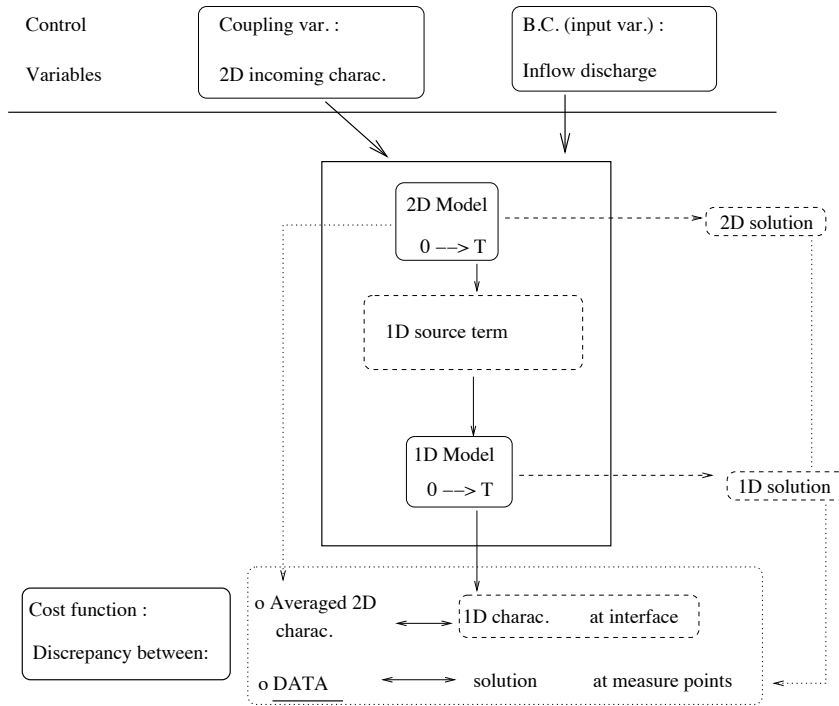 Control
Variables
Coupling var. :
2D incoming charac.
B.C. (input var.) :
Inflow discharge
2D Model
0 −−> T
2D solution
1D source term
1D Model
0 −−> T
1D solution
Cost function :
Discrepancy between:
o Averaged 2D
charac.
1D charac. at interface
o DATA
solution at measure points